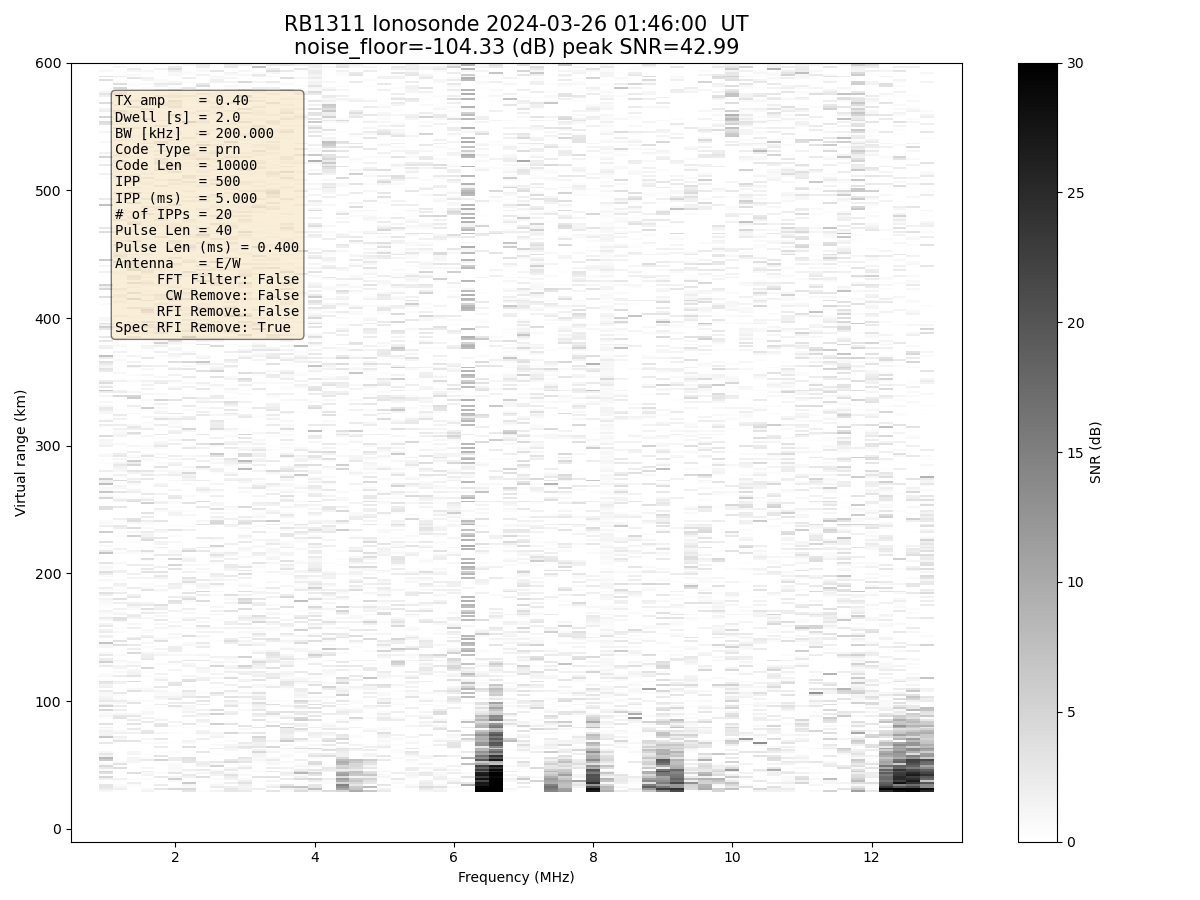 RB1311 Ionosonde 2024-03-26 01:46:00  UT
noise_floor=-104.33 (dB) peak SNR=42.99
600
500
400
300
200
100
0
Virtual range (km)
TX amp    = 0.40
Dwell [s] = 2.0
BW [kHz]  = 200.000
Code Type = prn
Code Len  = 10000
IPP       = 500
IPP (ms)  = 5.000
# of IPPs = 20
Pulse Len = 40
Pulse Len (ms) = 0.400
Antenna   = E/W
FFT Filter: False
CW Remove: False
RFI Remove: False
Spec RFI Remove: True
2 4 6 8 10 12
Frequency (MHz)
30
25
20
15
10
5
0
SNR (dB)